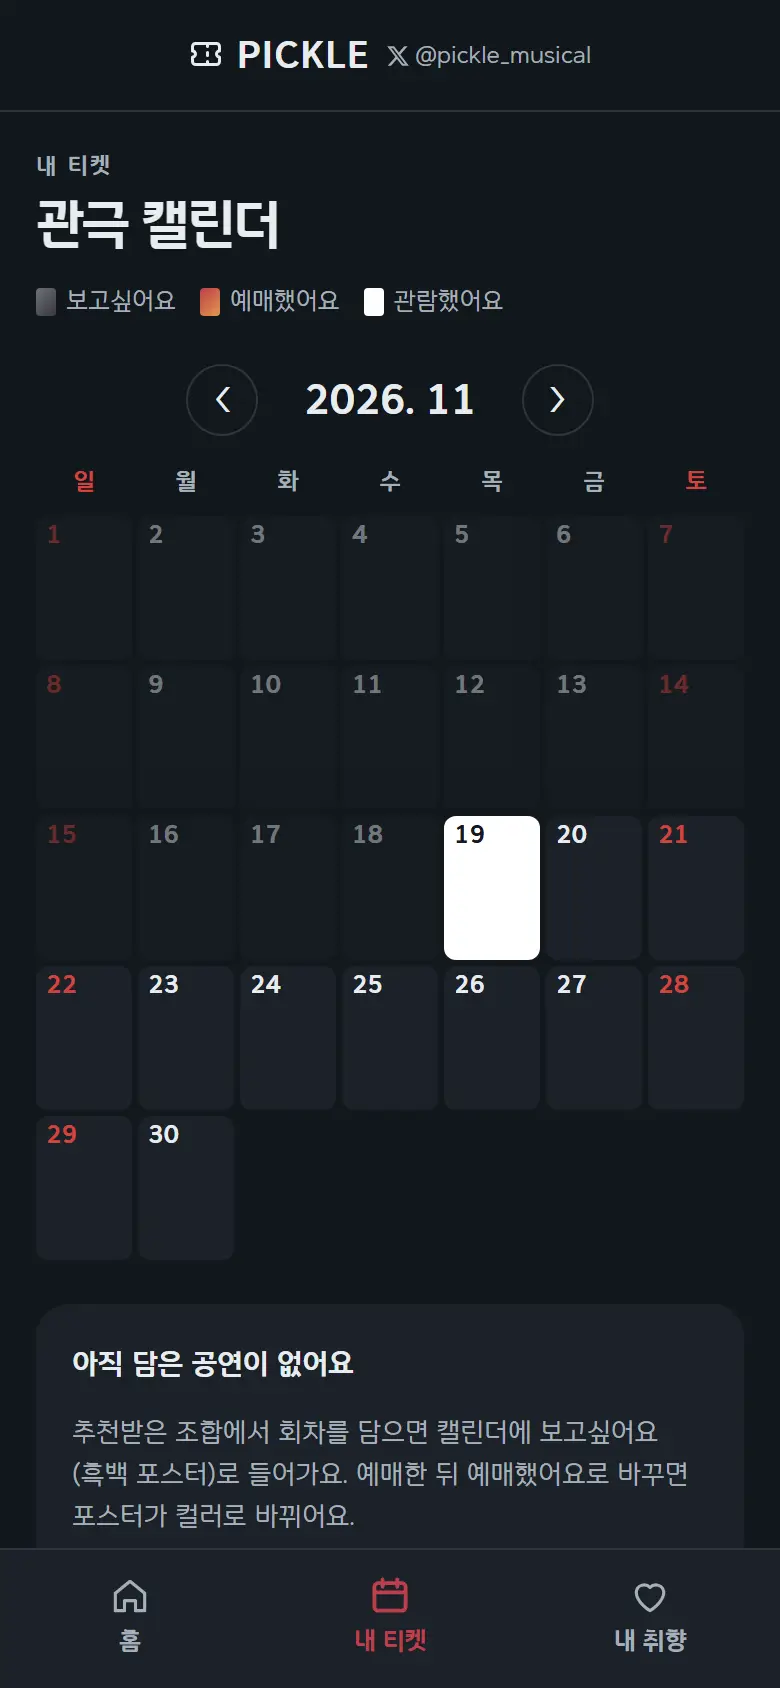 PICKLE @pickle_musical
내 티켓
관극 캘린더
보고싶어요 예매했어요 관람했어요
2026. 11
일 월 화 수 목 금 토
1 2 3 4 5 6 7
8 9 10 11 12 13 14
15 16 17 18 19 20 21
22 23 24 25 26 27 28
29 30
아직 담은 공연이 없어요
추천받은 조합에서 회차를 담으면 캘린더에 보고싶어요
(흑백 포스터)로 들어가요. 예매한 뒤 예매했어요로 바꾸면
포스터가 컬러로 바뀌어요.
홈 내 티켓 내 취향